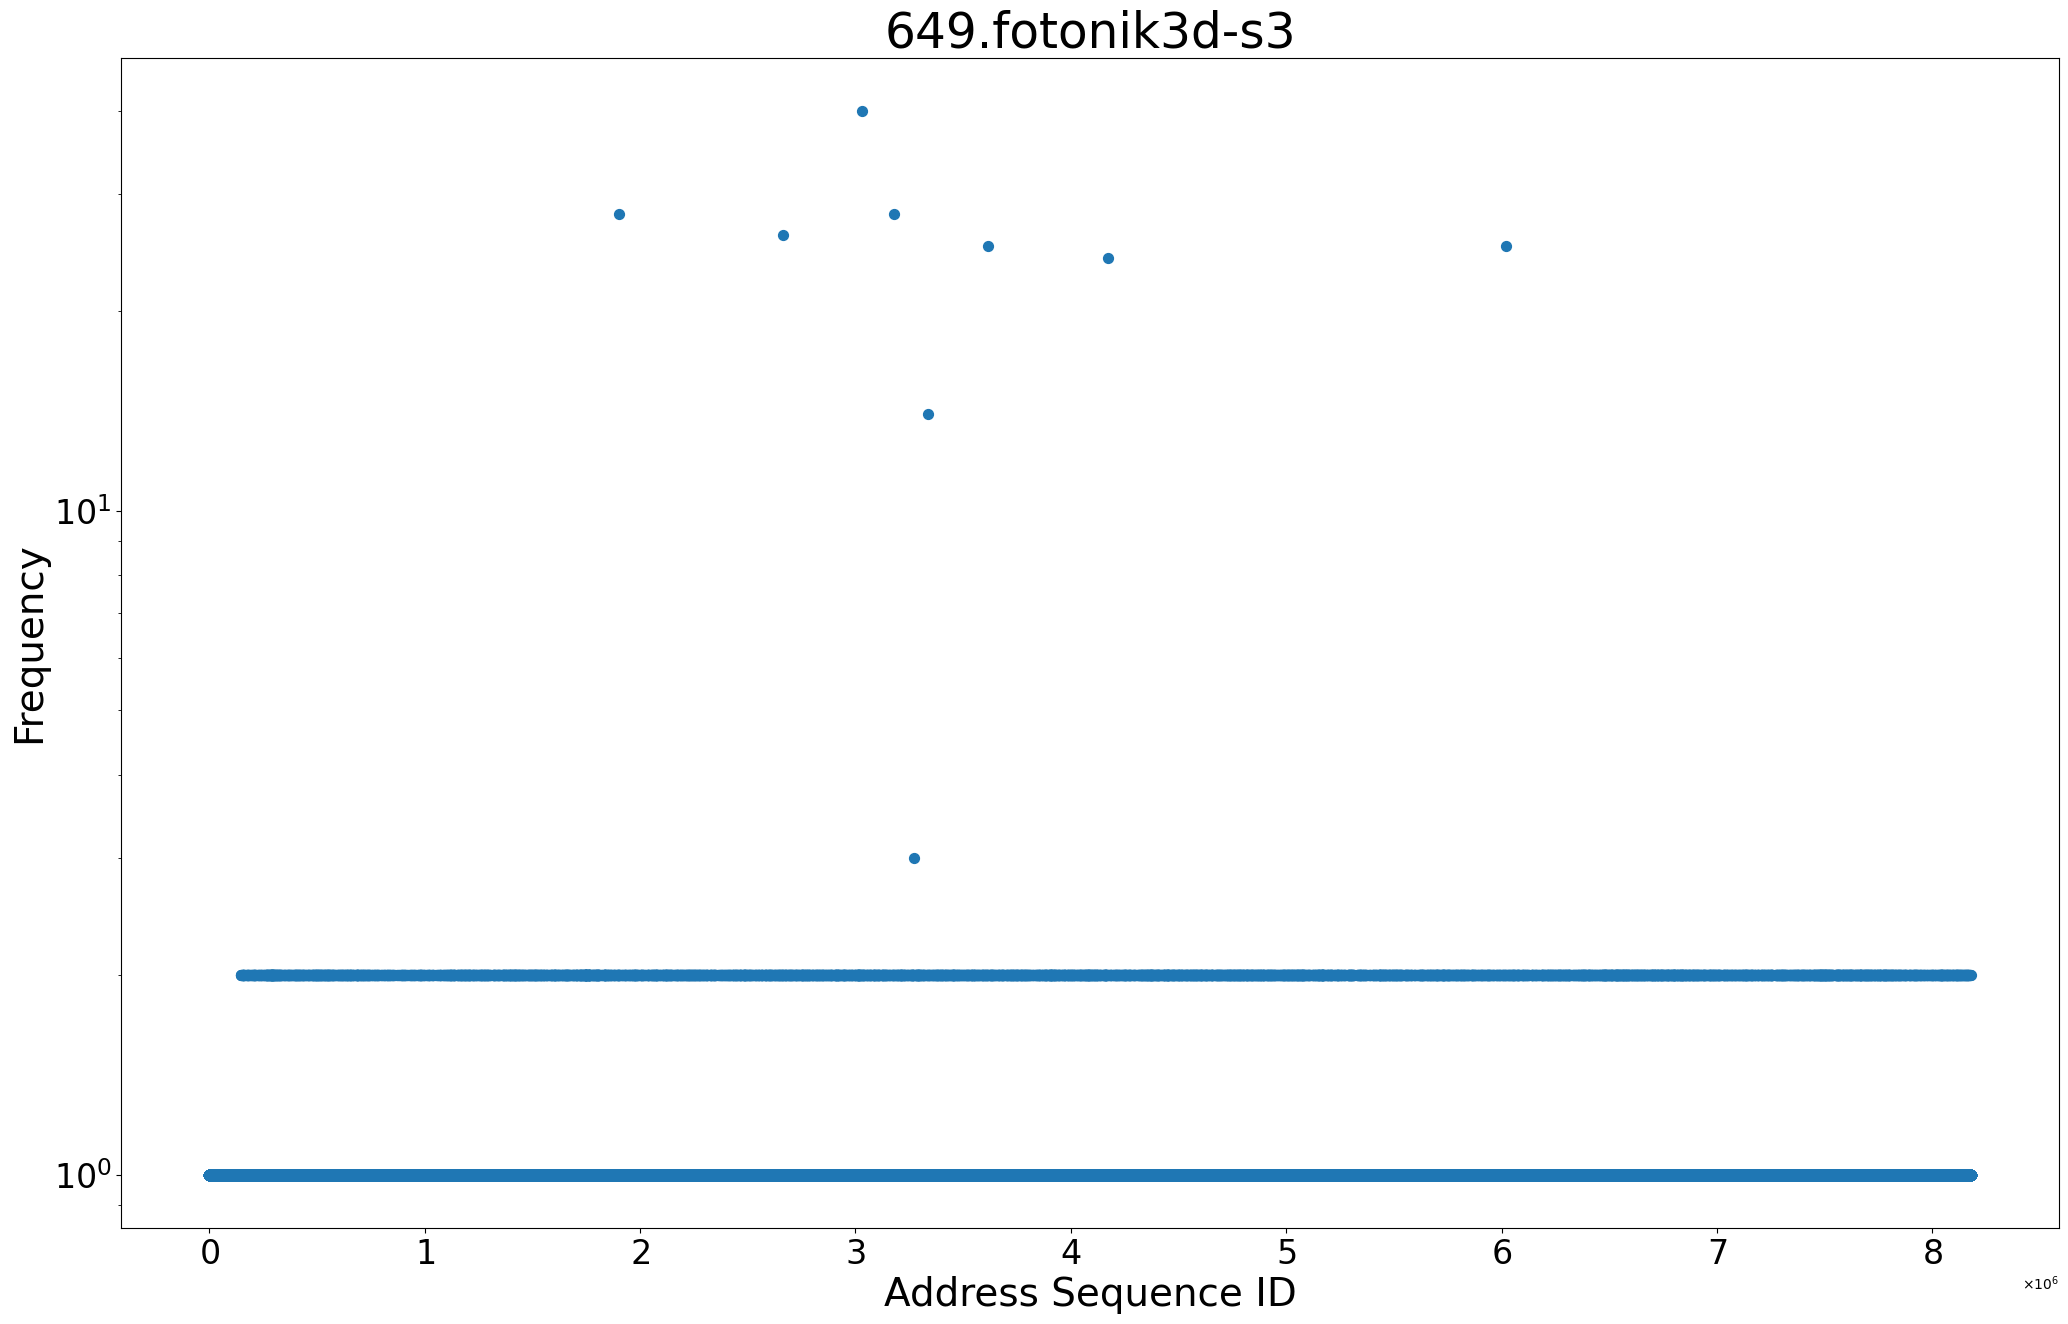 649.fotonik3d-s3
Frequency
10¹
10⁰
0 1 2 3 4 5 6 7 8
×10⁶
Address Sequence ID